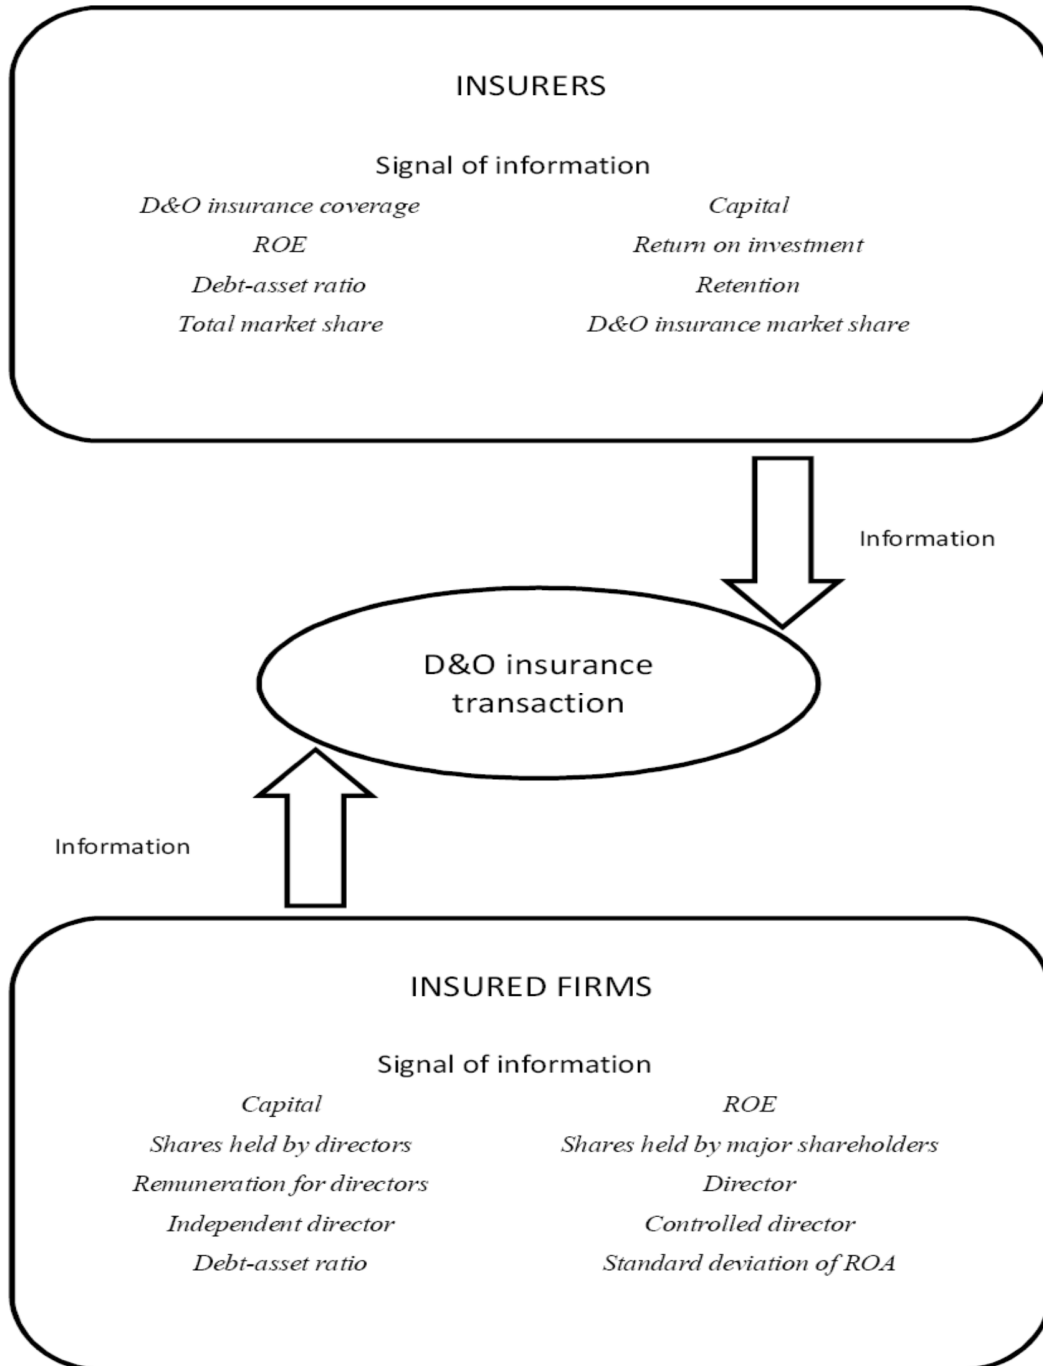 INSURERS
Signal of information
D&O insurance coverage Capital
ROE Return on investment
Debt-asset ratio Retention
Total market share D&O insurance market share
Information
D&O insurance
transaction
Information
INSURED FIRMS
Signal of information
Capital ROE
Shares held by directors Shares held by major shareholders
Remuneration for directors Director
Independent director Controlled director
Debt-asset ratio Standard deviation of ROA